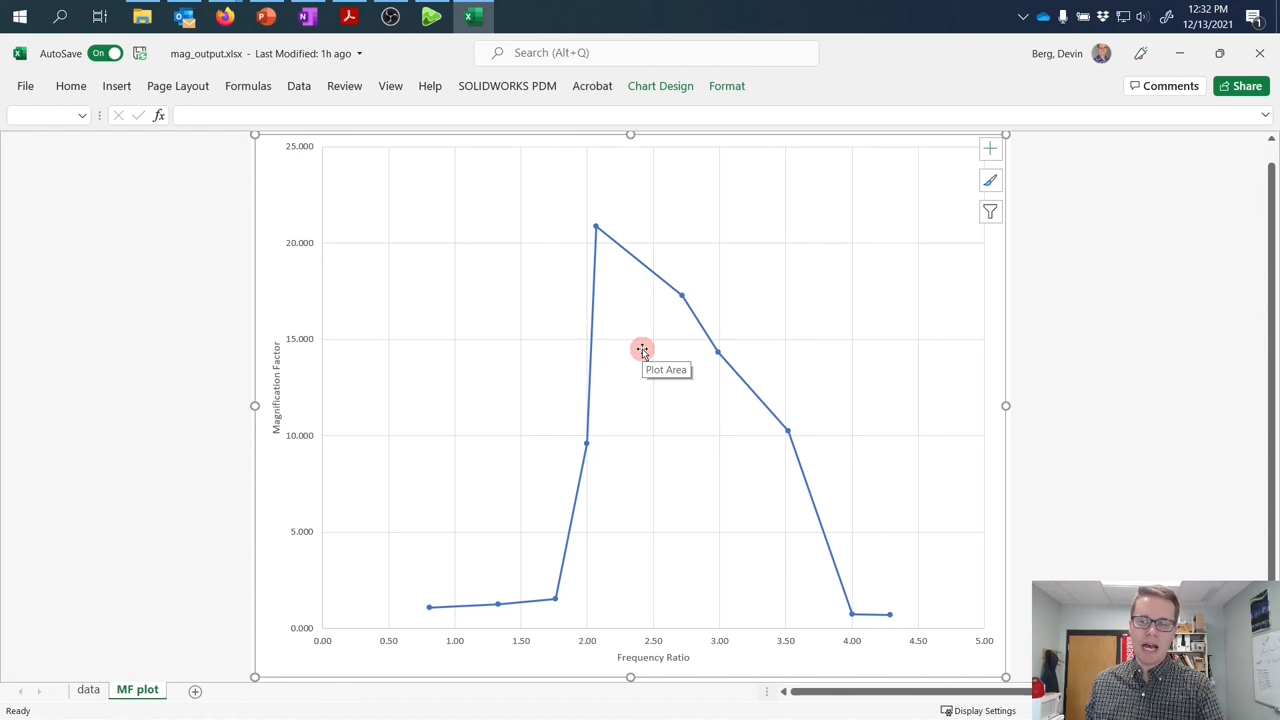 12:32 PM
12/13/2021
AutoSave On mag_output.xlsx - Last Modified: 1h ago Search (Alt+Q) Berg, Devin
File Home Insert Page Layout Formulas Data Review View Help SOLIDWORKS PDM Acrobat Chart Design Format Comments Share
fx
25.000
20.000
15.000
10.000
5.000
0.000
Magnification Factor
Plot Area
0.00 0.50 1.00 1.50 2.00 2.50 3.00 3.50 4.00 4.50 5.00
Frequency Ratio
data MF plot
Ready Display Settings